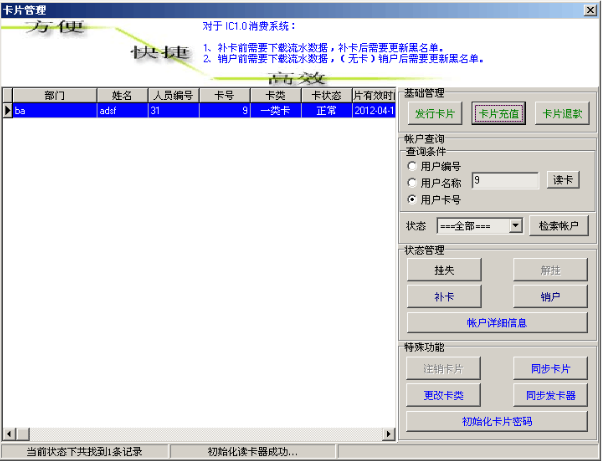 卡片管理
方便
快捷
高效
对于 IC1.0 消费系统：
1、补卡前需要下载流水数据，补卡后需要更新黑名单。
2、销户前需要下载流水数据，（无卡）销户后需要更新黑名单。
部门 姓名 人员编号 卡号 卡类 卡状态 片有效时
ba adsf 31 9 一类卡 正常 2012-04-1
基础管理
发行卡片 卡片充值 卡片退款
帐户查询
查询条件
用户编号
用户名称 9 读卡
用户卡号
状态 ===全部=== 检索帐户
状态管理
挂失 解挂
补卡 销户
帐户详细信息
特殊功能
注销卡片 同步卡片
更改卡类 同步发卡器
初始化卡片密码
当前状态下共找到1条记录 初始化读卡器成功...